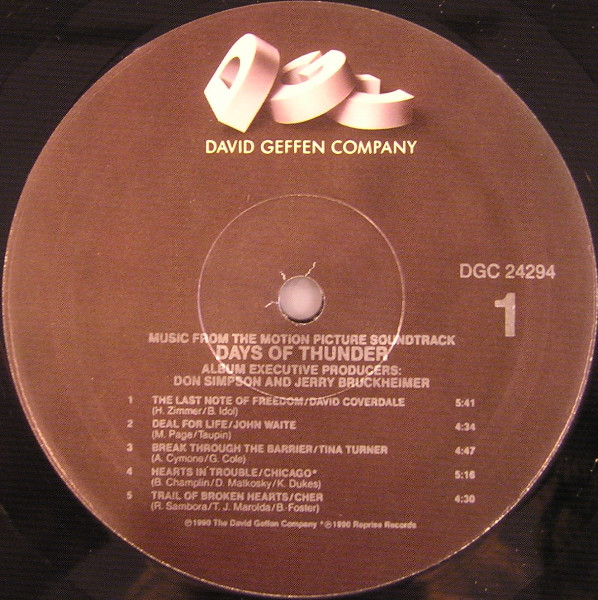 DGC
DAVID GEFFEN COMPANY
DGC 24294
1
MUSIC FROM THE MOTION PICTURE SOUNDTRACK
DAYS OF THUNDER
ALBUM EXECUTIVE PRODUCERS:
DON SIMPSON AND JERRY BRUCKHEIMER
1 THE LAST NOTE OF FREEDOM/DAVID COVERDALE 5:41
(H. Zimmer/B. Idol)
2 DEAL FOR LIFE/JOHN WAITE 4:34
(M. Page/Taupin)
3 BREAK THROUGH THE BARRIER/TINA TURNER 4:47
(A. Cymone/G. Cole)
4 HEARTS IN TROUBLE/CHICAGO* 5:16
(B. Champlin/D. Matkosky/K. Dukes)
5 TRAIL OF BROKEN HEARTS/CHER 4:30
(R. Sambora/T. J. Marolda/B. Foster)
℗1990 The David Geffen Company *℗1990 Reprise Records